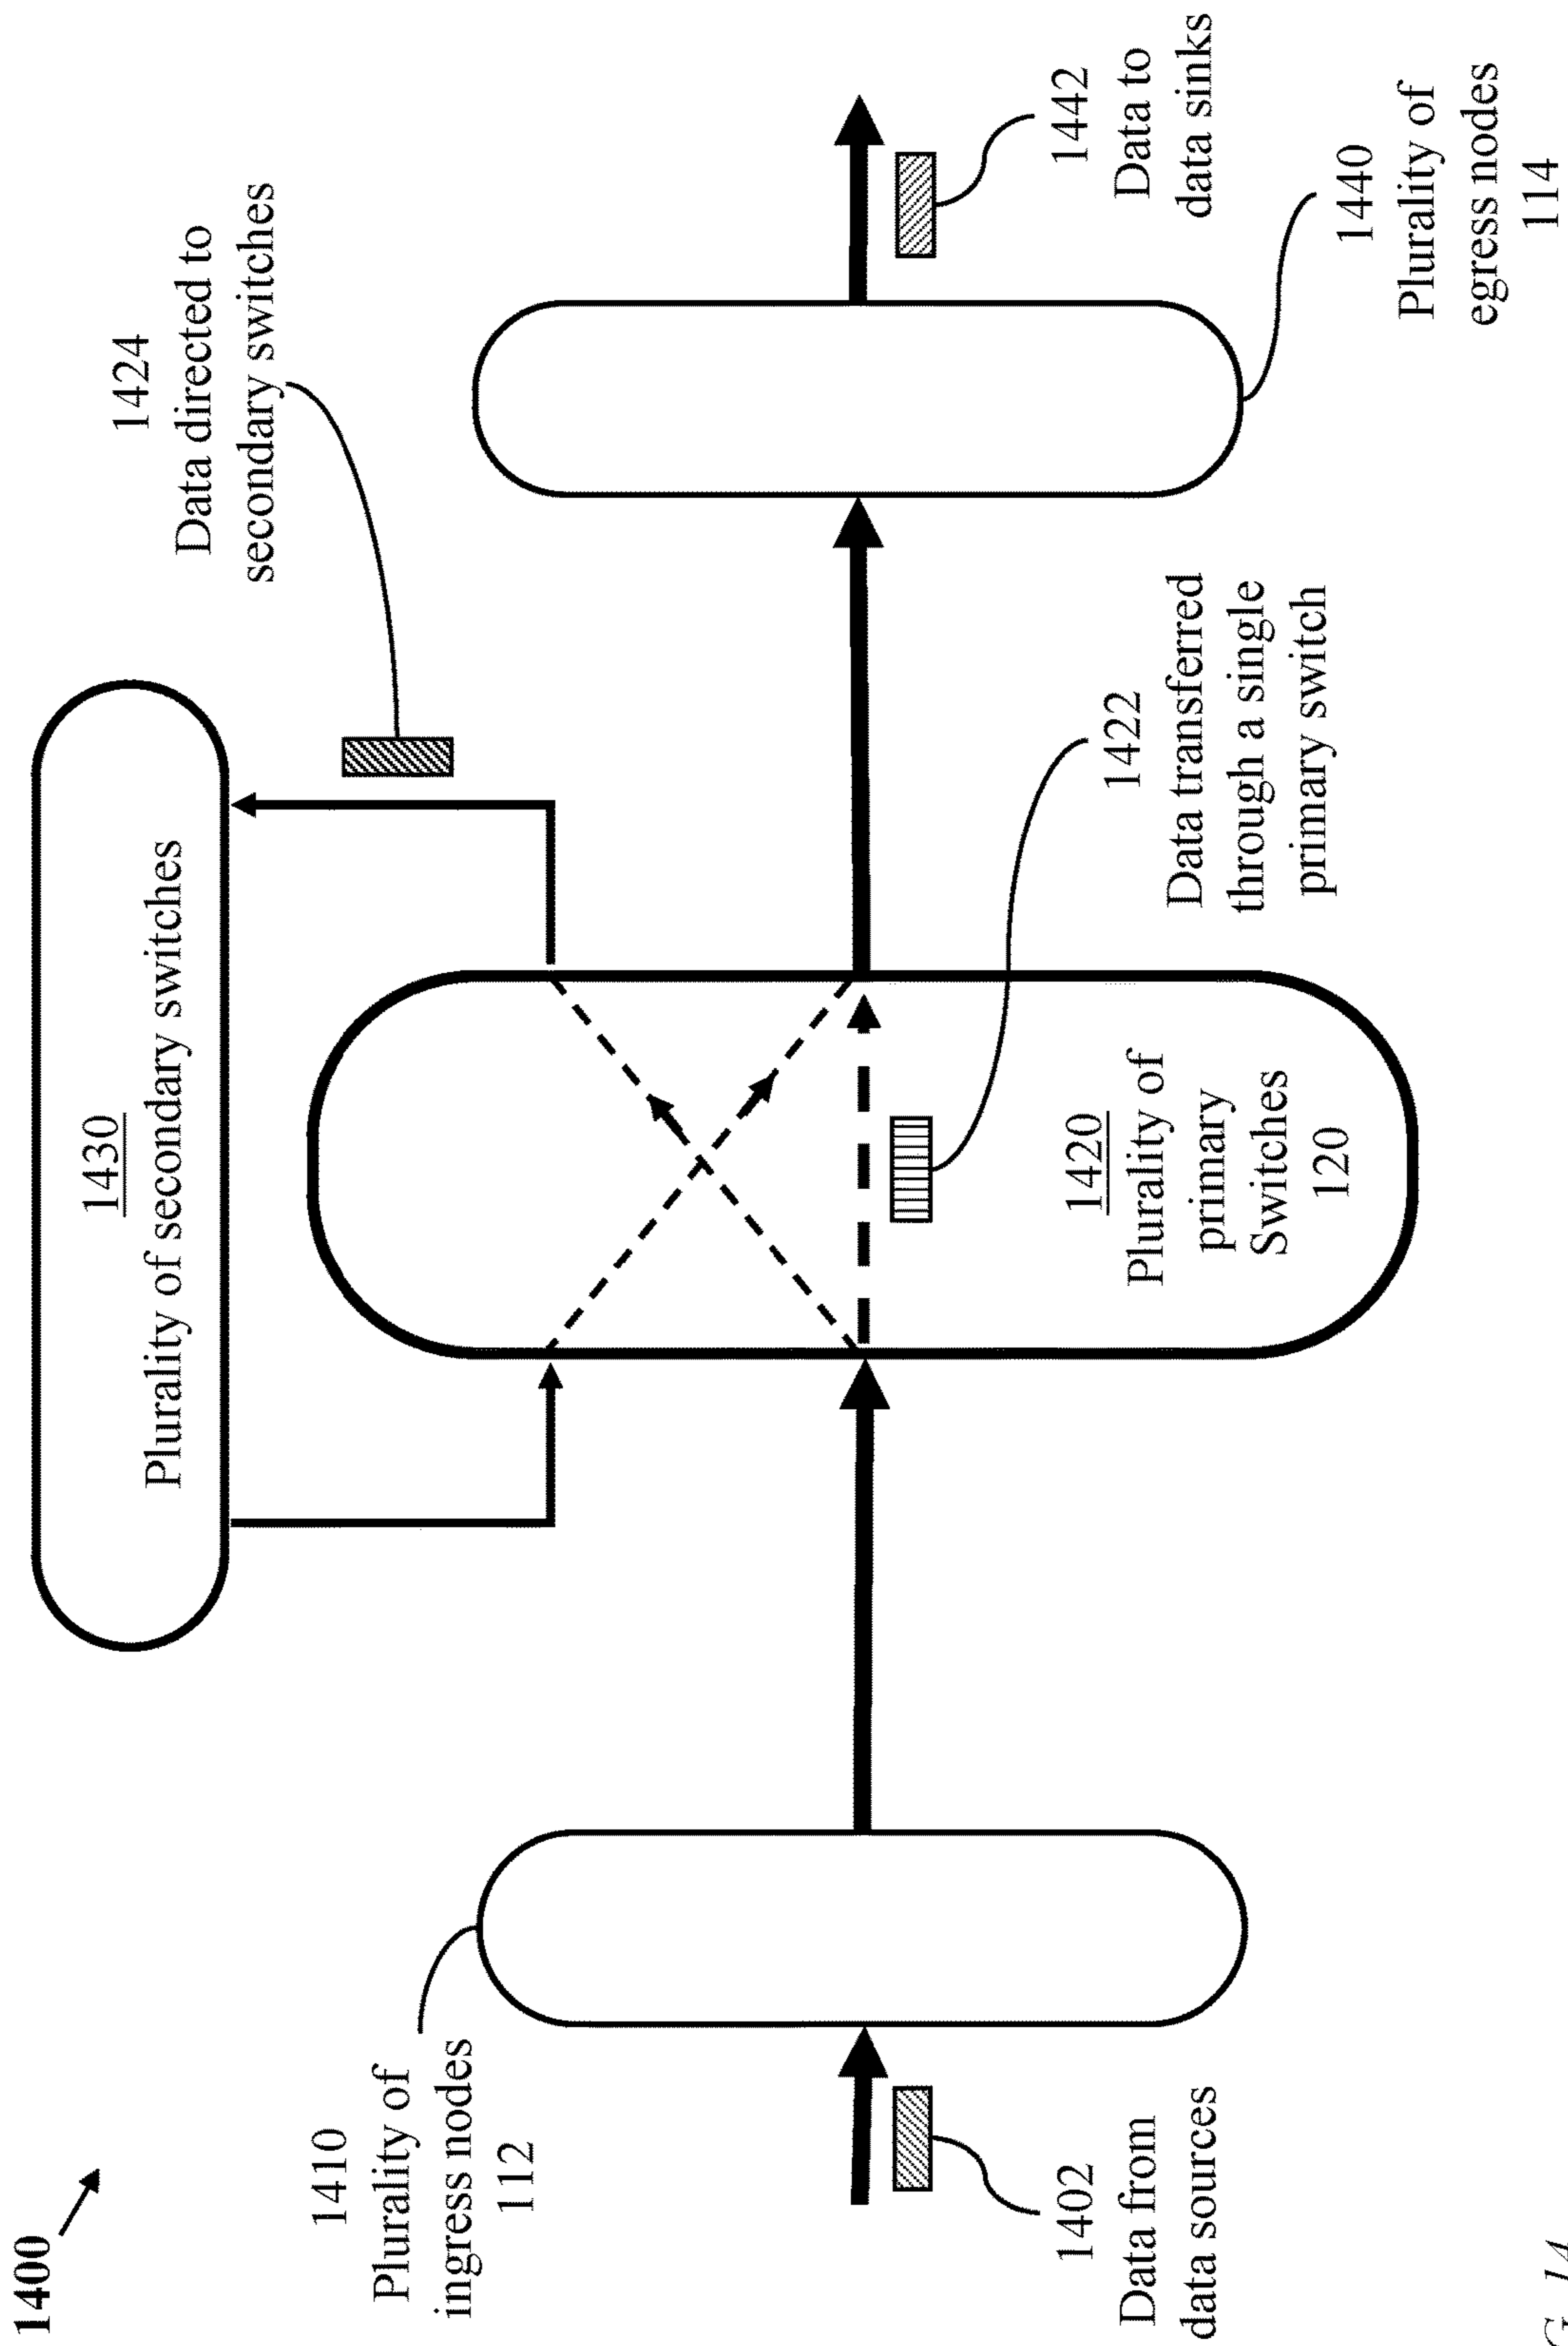 1400
1430
Plurality of secondary switches
1424
Data directed to
secondary switches
1410
Plurality of
ingress nodes
112
1402
Data from
data sources
1420
Plurality of
primary
Switches
120
1422
Data transferred
through a single
primary switch
1442
Data to
data sinks
1440
Plurality of
egress nodes
114
G. 14